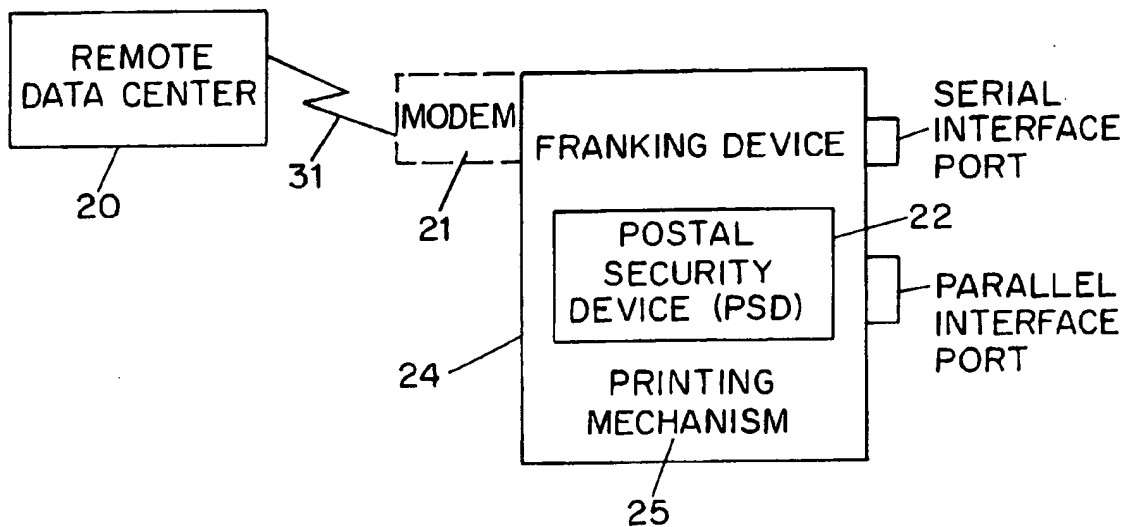 REMOTE
DATA CENTER
20
31
MODEM
21
FRANKING DEVICE
SERIAL
INTERFACE
PORT
22
POSTAL
SECURITY
DEVICE (PSD)
PARALLEL
INTERFACE
PORT
24
PRINTING
MECHANISM
25